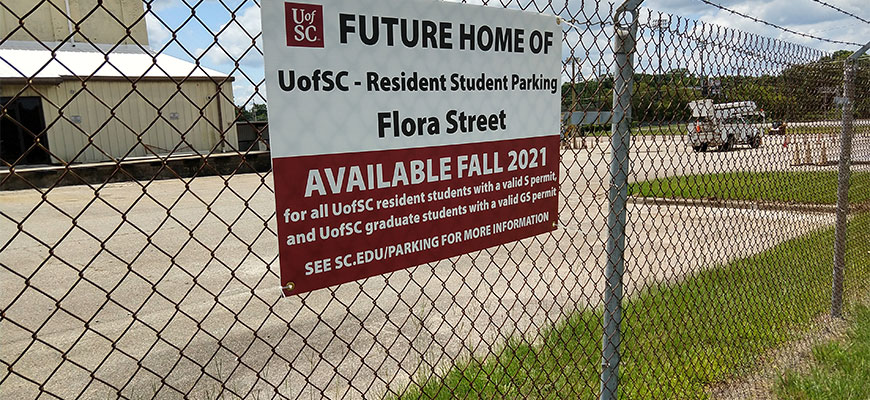 UofSC
FUTURE HOME OF
UofSC - Resident Student Parking
Flora Street
AVAILABLE FALL 2021
for all UofSC resident students with a valid S permit,
and UofSC graduate students with a valid GS permit
SEE SC.EDU/PARKING FOR MORE INFORMATION